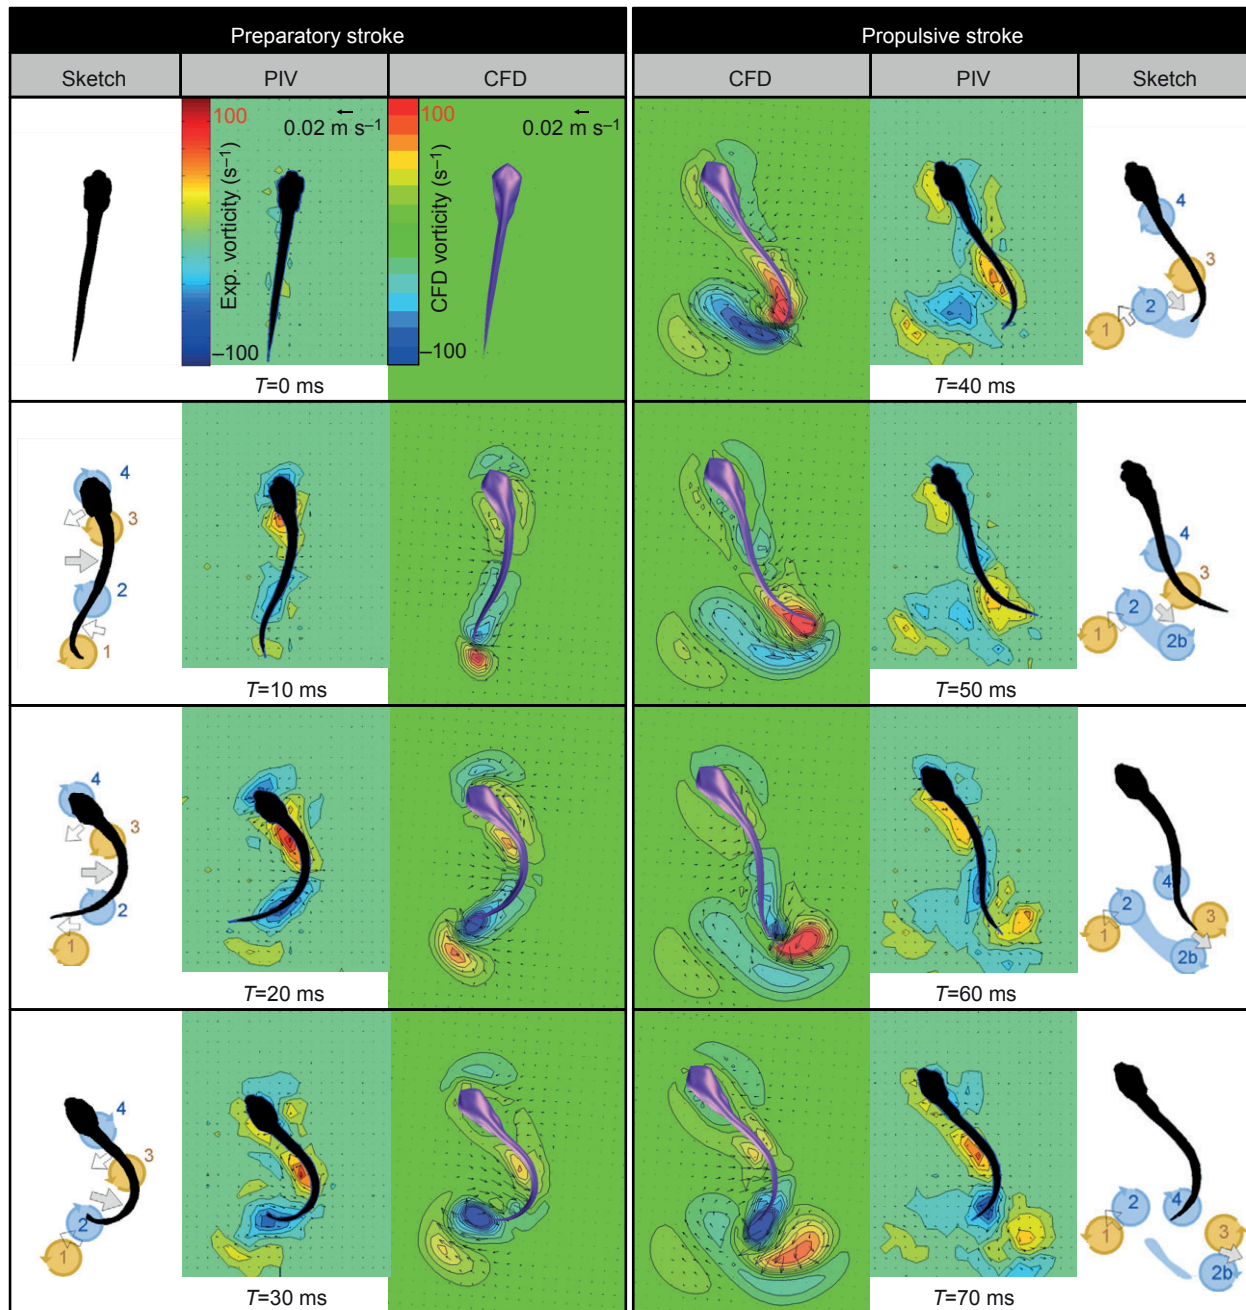 Preparatory stroke
Propulsive stroke
Sketch
PIV
CFD
CFD
PIV
Sketch
100
Exp. vorticity (s–1)
–100
0.02 m s–1
100
CFD vorticity (s–1)
–100
0.02 m s–1
T=0 ms
4
3
2
1
T=40 ms
4
3
2
1
T=10 ms
4
3
2
2b
1
T=50 ms
4
3
2
1
T=20 ms
4
2
3
1
2b
T=60 ms
4
3
2
1
T=30 ms
2
4
1
3
2b
T=70 ms